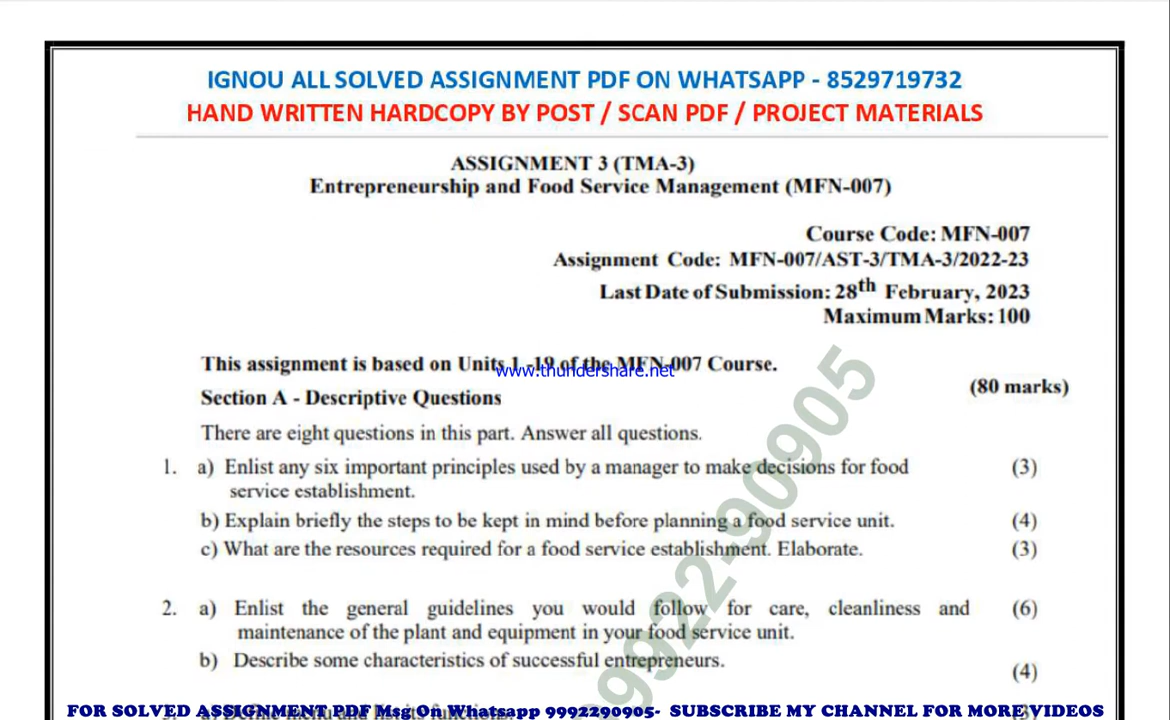 IGNOU ALL SOLVED ASSIGNMENT PDF ON WHATSAPP - 8529719732
HAND WRITTEN HARDCOPY BY POST / SCAN PDF / PROJECT MATERIALS
ASSIGNMENT 3 (TMA-3)
Entrepreneurship and Food Service Management (MFN-007)
Course Code: MFN-007
Assignment Code: MFN-007/AST-3/TMA-3/2022-23
Last Date of Submission: 28th February, 2023
Maximum Marks: 100
This assignment is based on Units 1 -19 of the MFN-007 Course.
www.thundershare.net
(80 marks)
Section A - Descriptive Questions
There are eight questions in this part. Answer all questions.
1. a) Enlist any six important principles used by a manager to make decisions for food (3)
service establishment.
b) Explain briefly the steps to be kept in mind before planning a food service unit. (4)
c) What are the resources required for a food service establishment. Elaborate. (3)
2. a) Enlist the general guidelines you would follow for care, cleanliness and (6)
maintenance of the plant and equipment in your food service unit.
b) Describe some characteristics of successful entrepreneurs.
(4)
9922-90905
FOR SOLVED ASSIGNMENT PDF Msg On Whatsapp 9992290905- SUBSCRIBE MY CHANNEL FOR MORE VIDEOS